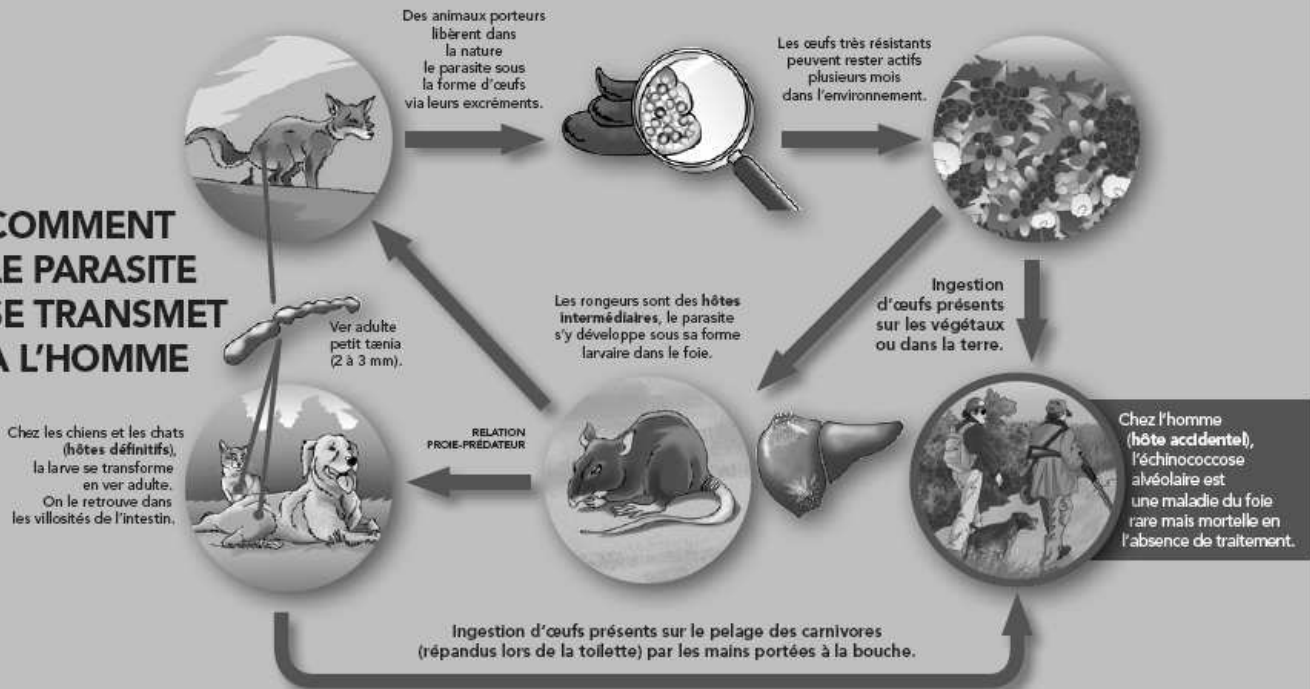 Des animaux porteurs
libèrent dans
la nature
le parasite sous
la forme d'œufs
via leurs excréments.
Les œufs très résistants
peuvent rester actifs
plusieurs mois
dans l'environnement.
COMMENT
LE PARASITE
SE TRANSMET
À L'HOMME
Ver adulte
petit tænia
(2 à 3 mm).
Les rongeurs sont des hôtes
intermédiaires, le parasite
s'y développe sous sa forme
larvaire dans le foie.
Ingestion
d'œufs présents
sur les végétaux
ou dans la terre.
Chez les chiens et les chats
(hôtes définitifs),
la larve se transforme
en ver adulte.
On le retrouve dans
les villosités de l'intestin.
RELATION
PROIE-PRÉDATEUR
Chez l'homme
(hôte accidentel),
l'échinococcose
alvéolaire est
une maladie du foie
rare mais mortelle en
l'absence de traitement.
Ingestion d'œufs présents sur le pelage des carnivores
(répandus lors de la toilette) par les mains portées à la bouche.